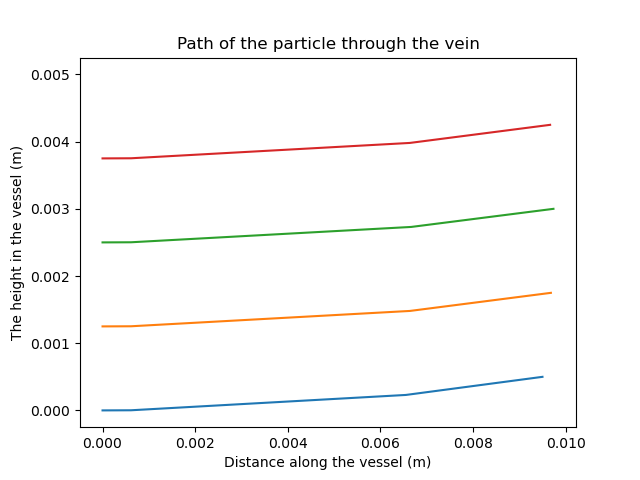 Path of the particle through the vein
The height in the vessel (m)
0.005
0.004
0.003
0.002
0.001
0.000
0.000 0.002 0.004 0.006 0.008 0.010
Distance along the vessel (m)